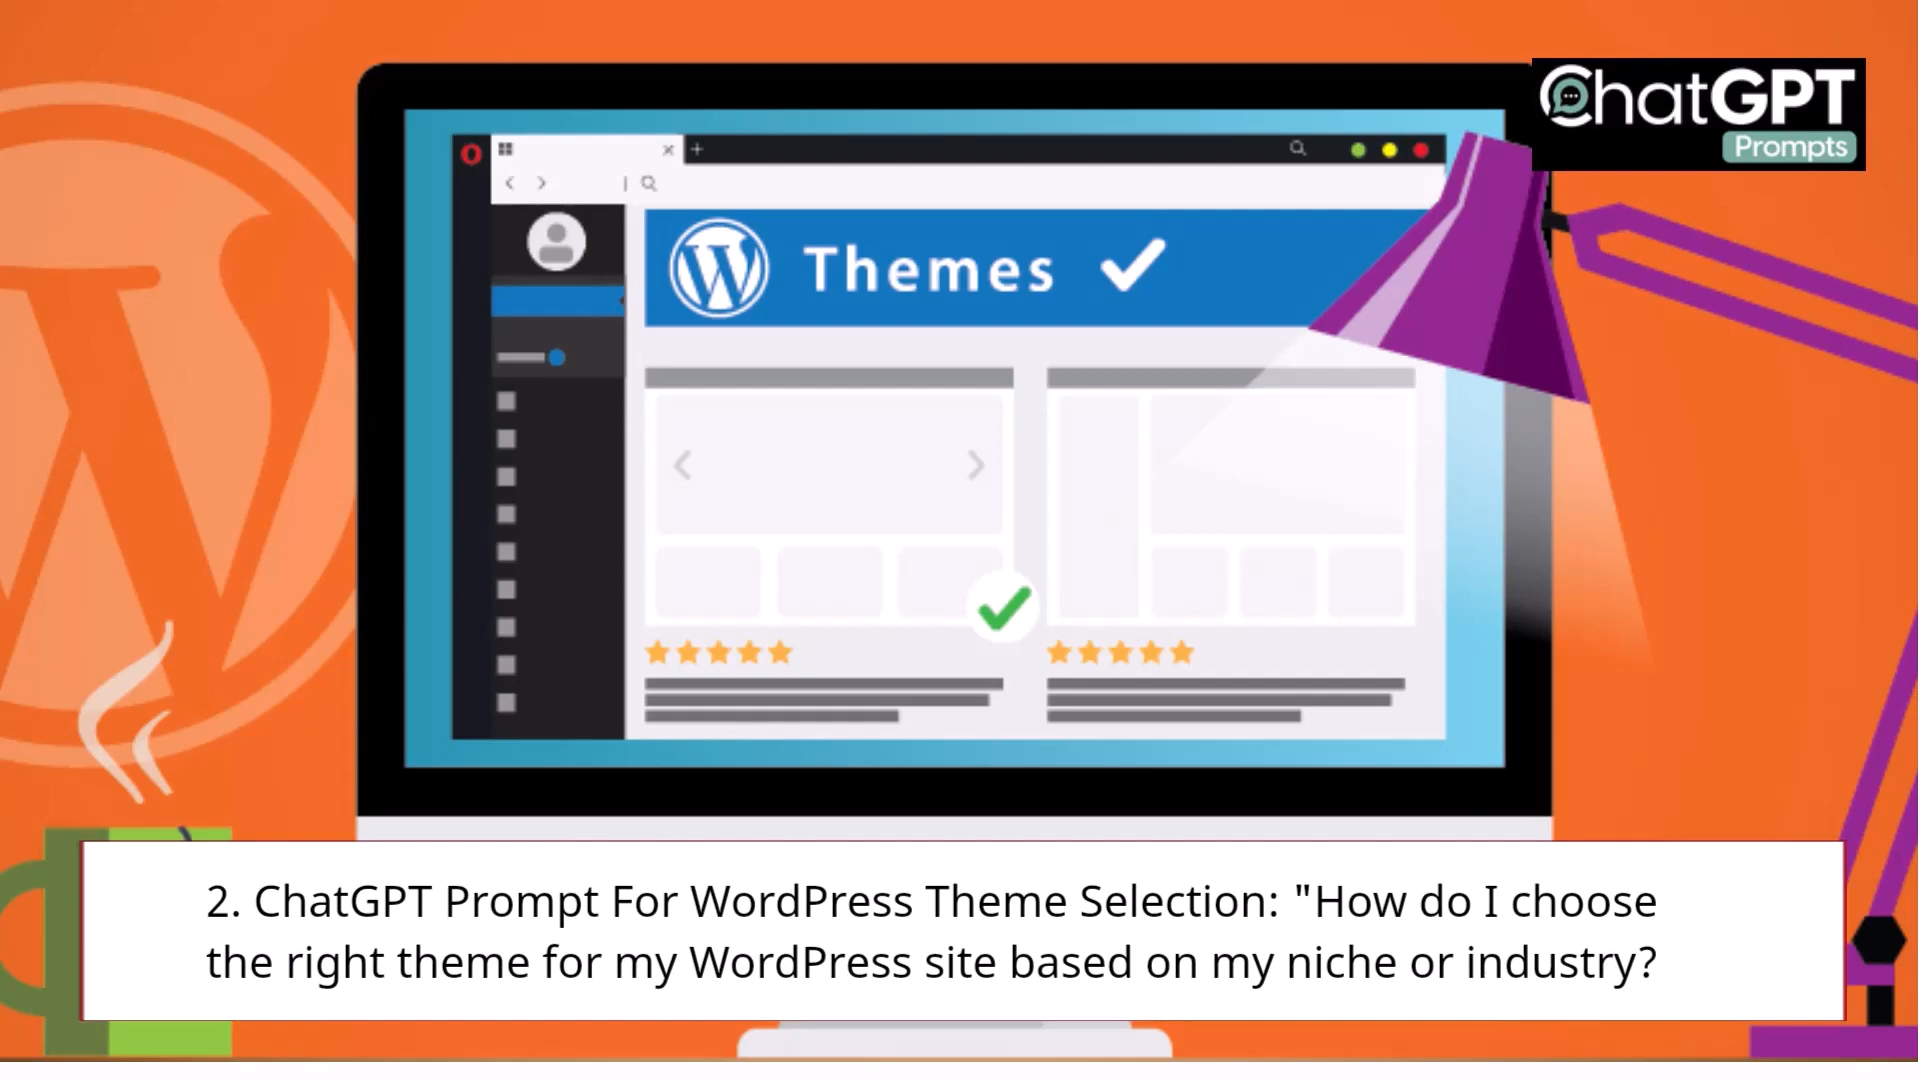 ChatGPT
Prompts
Themes
2. ChatGPT Prompt For WordPress Theme Selection: "How do I choose
the right theme for my WordPress site based on my niche or industry?